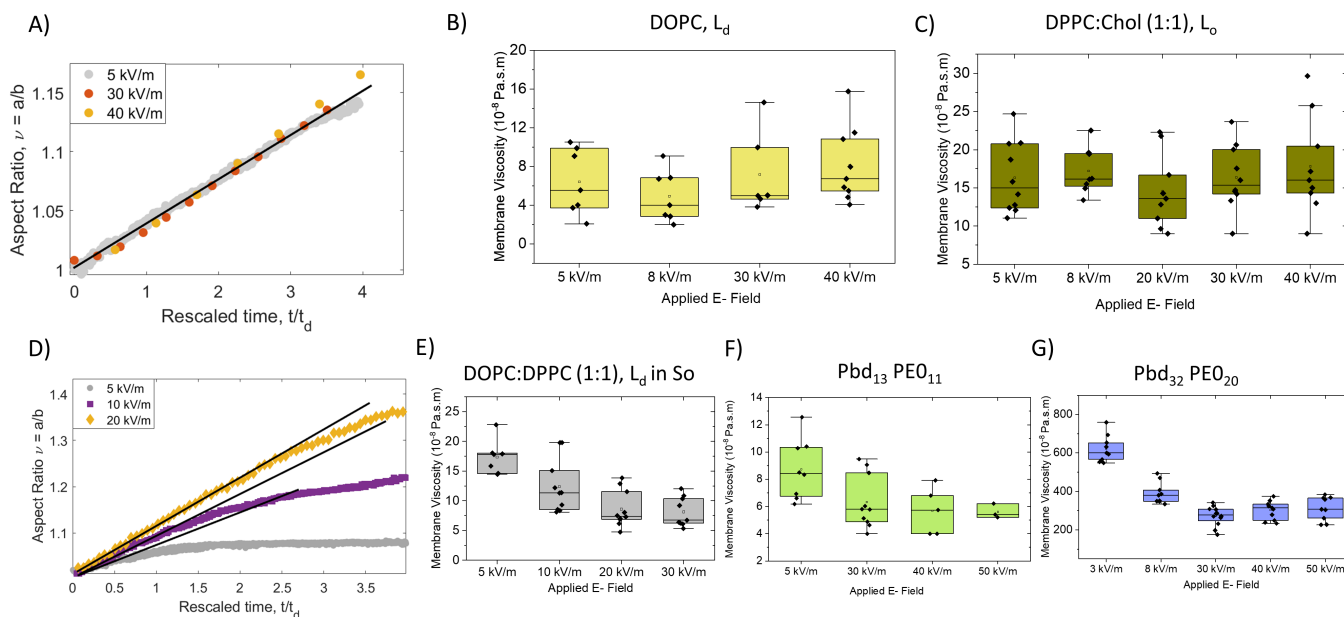 A)
5 kV/m
30 kV/m
40 kV/m
1.15
1.1
1.05
1
Aspect Ratio, ν = a/b
0 1 2 3 4
Rescaled time, t/td
B)
DOPC, Ld
20
16
12
8
4
0
Membrane Viscosity (10-8 Pa.s.m)
5 kV/m 8 kV/m 30 kV/m 40 kV/m
Applied E- Field
C)
DPPC:Chol (1:1), Lo
30
25
20
15
10
5
Membrane Viscosity (10-8 Pa.s.m)
5 kV/m 8 kV/m 20 kV/m 30 kV/m 40 kV/m
Applied E- Field
D)
5 kV/m
10 kV/m
20 kV/m
1.4
1.3
1.2
1.1
Aspect Ratio ν = a/b
0 0.5 1 1.5 2 2.5 3 3.5
Rescaled time, t/td
E)
DOPC:DPPC (1:1), Ld in So
25
20
15
10
5
0
Membrane Viscosity (10-8 Pa.s.m)
5 kV/m 10 kV/m 20 kV/m 30 kV/m
Applied E- Field
F)
Pbd13 PE011
14
12
10
8
6
4
2
Membrane Viscosity (10-8 Pa.s.m)
5 kV/m 30 kV/m 40 kV/m 50 kV/m
Applied E- Field
G)
Pbd32 PE020
800
600
400
200
Membrane Viscosity (10-8 Pa.s.m)
3 kV/m 8 kV/m 30 kV/m 40 kV/m 50 kV/m
Applied E- Field